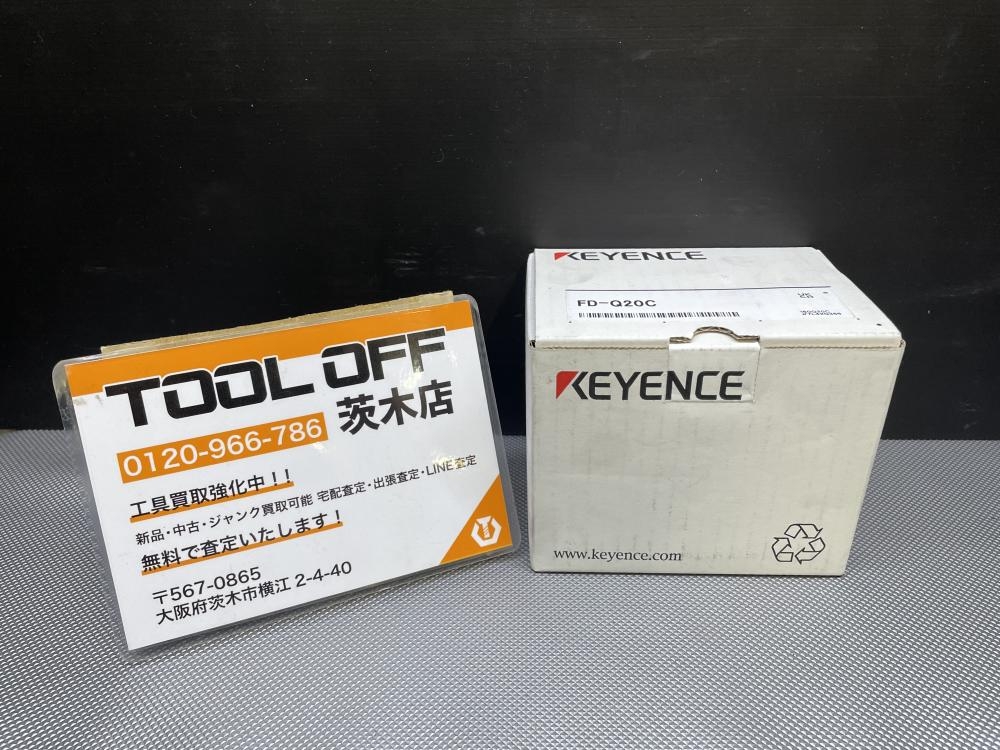 TOOL OFF
茨木店
0120-966-786
工具買取強化中！！
新品・中古・ジャンク買取可能 宅配査定・出張査定・LINE査定
無料で査定いたします！
〒567-0865
大阪府茨木市横江 2-4-40
KEYENCE
FD-Q20C
KEYENCE
www.keyence.com